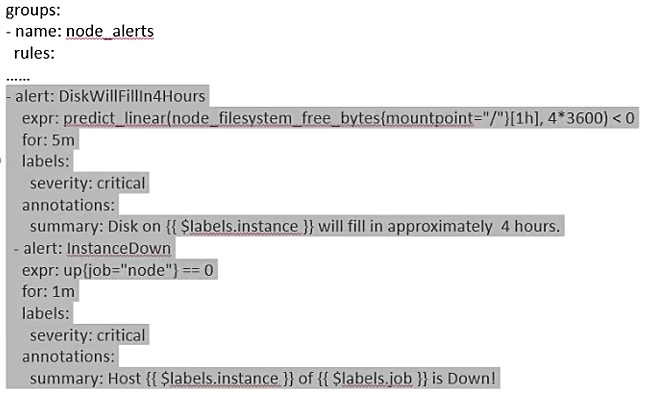 groups:
- name: node_alerts
  rules:
......
- alert: DiskWillFillIn4Hours
    expr: predict_linear(node_filesystem_free_bytes{mountpoint="/"}[1h], 4*3600) < 0
    for: 5m
    labels:
      severity: critical
    annotations:
      summary: Disk on {{ $labels.instance }} will fill in approximately  4 hours.
  - alert: InstanceDown
    expr: up{job="node"} == 0
    for: 1m
    labels:
      severity: critical
    annotations:
      summary: Host {{ $labels.instance }} of {{ $labels.job }} is Down!